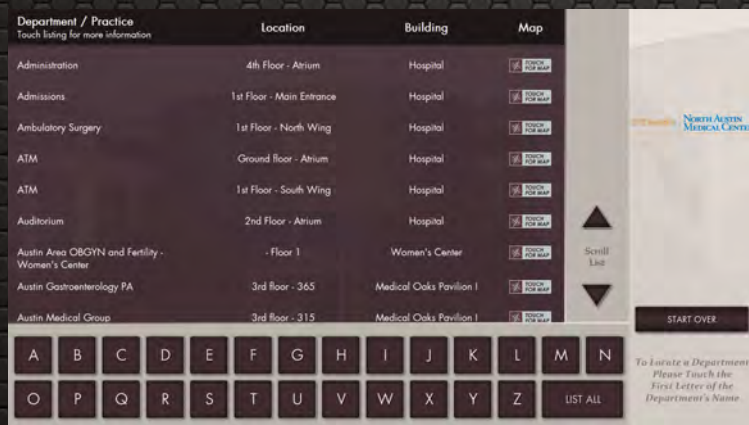 Department / Practice Location Building Map
Touch listing for more information
Administration 4th Floor - Atrium Hospital TOUCH FOR MAP
Admissions 1st Floor - Main Entrance Hospital TOUCH FOR MAP
Ambulatory Surgery 1st Floor - North Wing Hospital TOUCH FOR MAP
ATM Ground floor - Atrium Hospital TOUCH FOR MAP
ATM 1st Floor - South Wing Hospital TOUCH FOR MAP
Auditorium 2nd Floor - Atrium Hospital TOUCH FOR MAP
Austin Area OBGYN and Fertility - - Floor 1 Women's Center TOUCH FOR MAP
Women's Center
Austin Gastroenterology PA 3rd floor - 365 Medical Oaks Pavilion I TOUCH FOR MAP
Austin Medical Group 3rd floor - 315 Medical Oaks Pavilion I TOUCH FOR MAP
Scroll
List
NORTH AUSTIN
MEDICAL CENTE
START OVER
To Locate a Department
Please Touch the
First Letter of the
Department's Name
A B C D E F G H I J K L M N
O P Q R S T U V W X Y Z LIST ALL